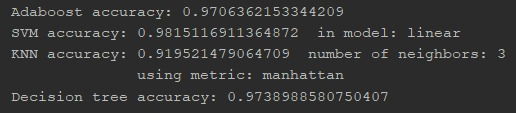 Adaboost accuracy: 0.9706362153344209
SVM accuracy: 0.9815116911364872  in model: linear
KNN accuracy: 0.919521479064709  number of neighbors: 3
using metric: manhattan
Decision tree accuracy: 0.9738988580750407